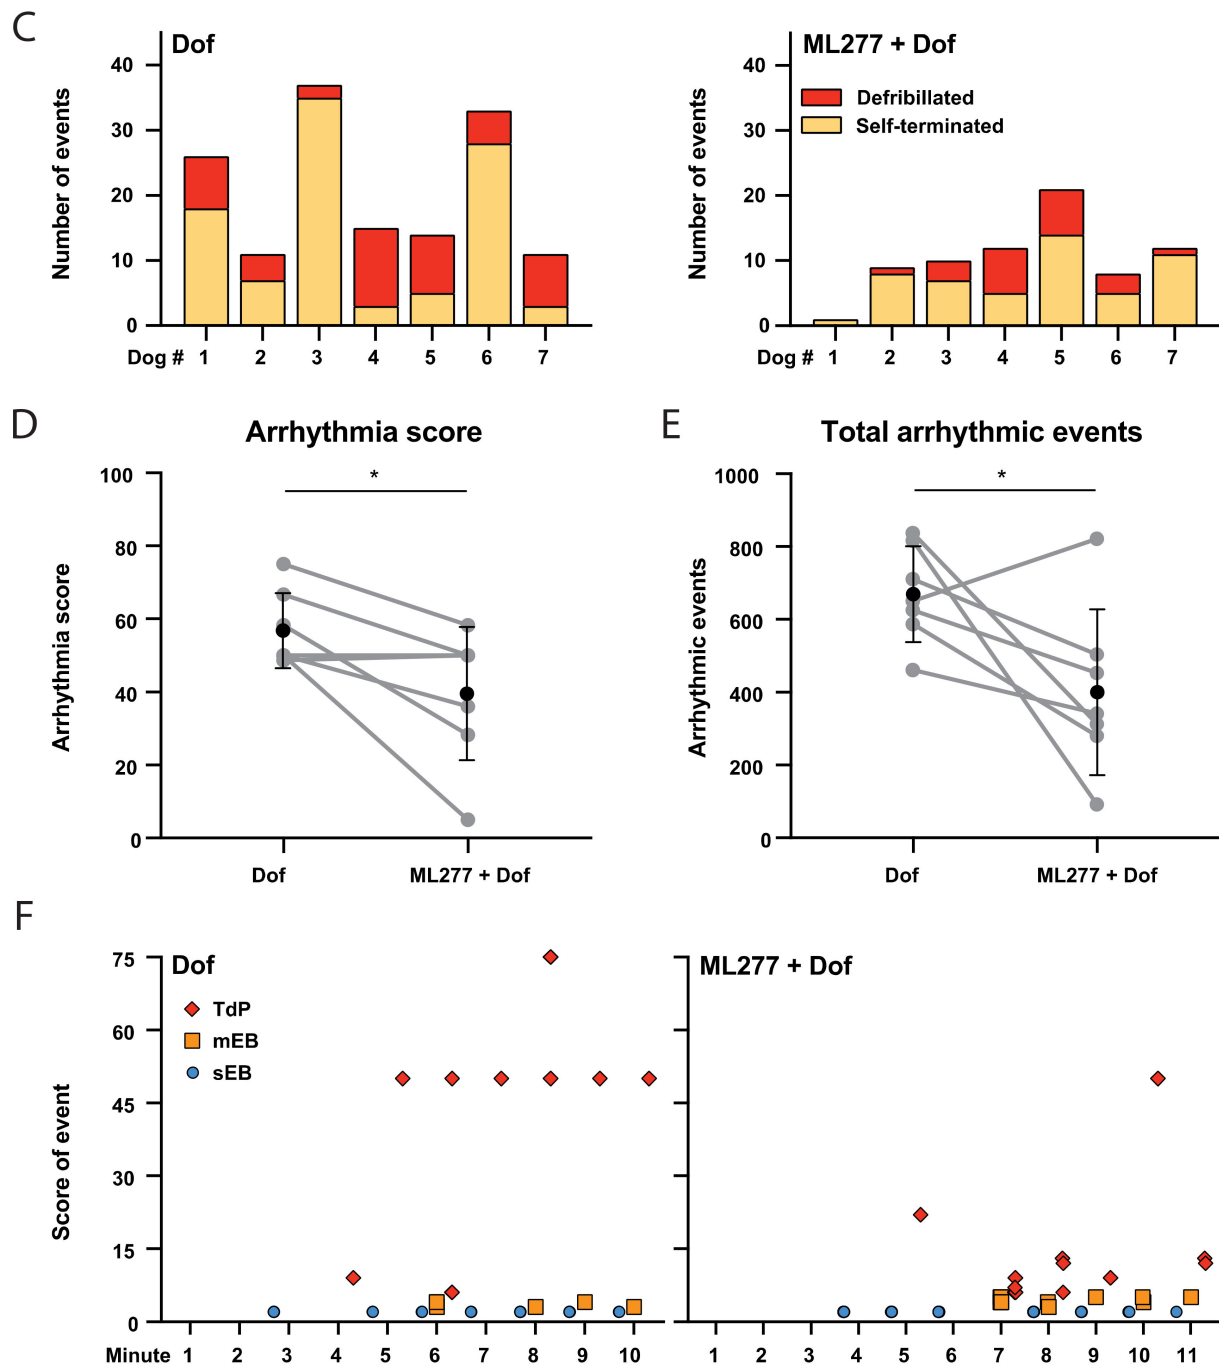 C
Dof
ML277 + Dof
Number of events
40
30
20
10
0
Dog # 1 2 3 4 5 6 7
Number of events
40
30
20
10
0
Defribillated
Self-terminated
Dog # 1 2 3 4 5 6 7
D
Arrhythmia score
*
Arrhythmia score
100
80
60
40
20
0
Dof
ML277 + Dof
E
Total arrhythmic events
*
Arrhythmic events
1000
800
600
400
200
0
Dof
ML277 + Dof
F
Dof
TdP
mEB
sEB
Score of event
75
60
45
30
15
0
Minute 1 2 3 4 5 6 7 8 9 10
ML277 + Dof
1 2 3 4 5 6 7 8 9 10 11